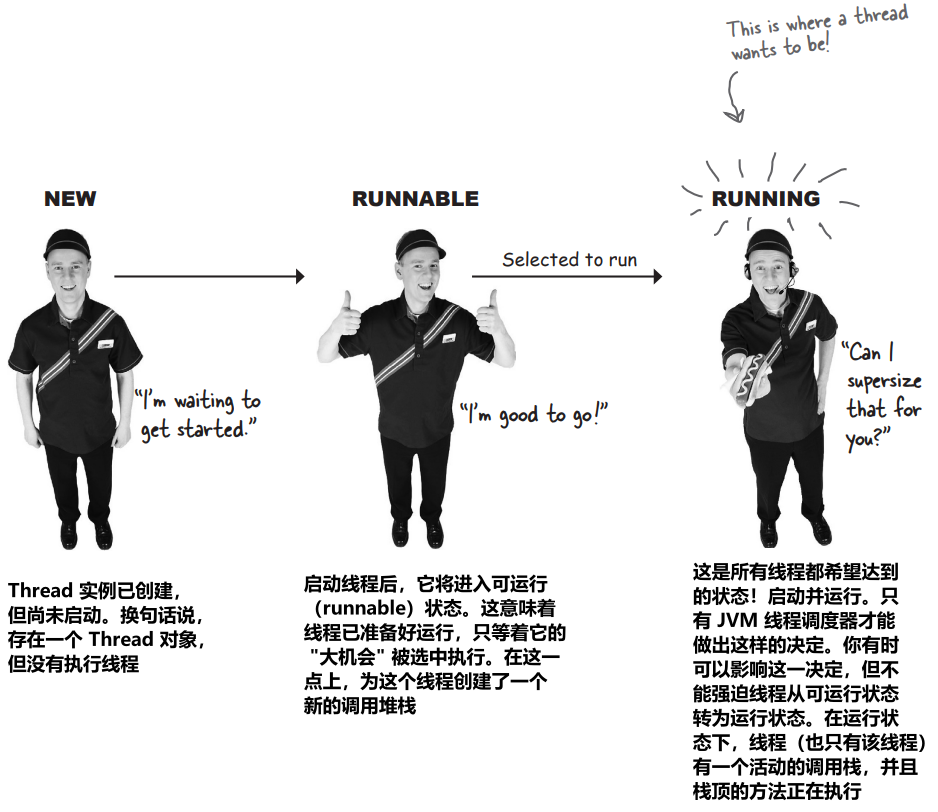 This is where a thread
wants to be!
NEW
RUNNABLE
RUNNING
Selected to run
"I'm waiting to
get started."
"I'm good to go!"
"Can I
supersize
that for
you?"
Thread 实例已创建，
但尚未启动。换句话说，
存在一个 Thread 对象，
但没有执行线程
启动线程后，它将进入可运行
（runnable）状态。这意味着
线程已准备好运行，只等着它的
"大机会" 被选中执行。在这一
点上，为这个线程创建了一个
新的调用堆栈
这是所有线程都希望达到
的状态！启动并运行。只
有 JVM 线程调度器才能
做出这样的决定。你有时
可以影响这一决定，但不
能强迫线程从可运行状态
转为运行状态。在运行状
态下，线程（也只有该线程）
有一个活动的调用栈，并且
栈顶的方法正在执行